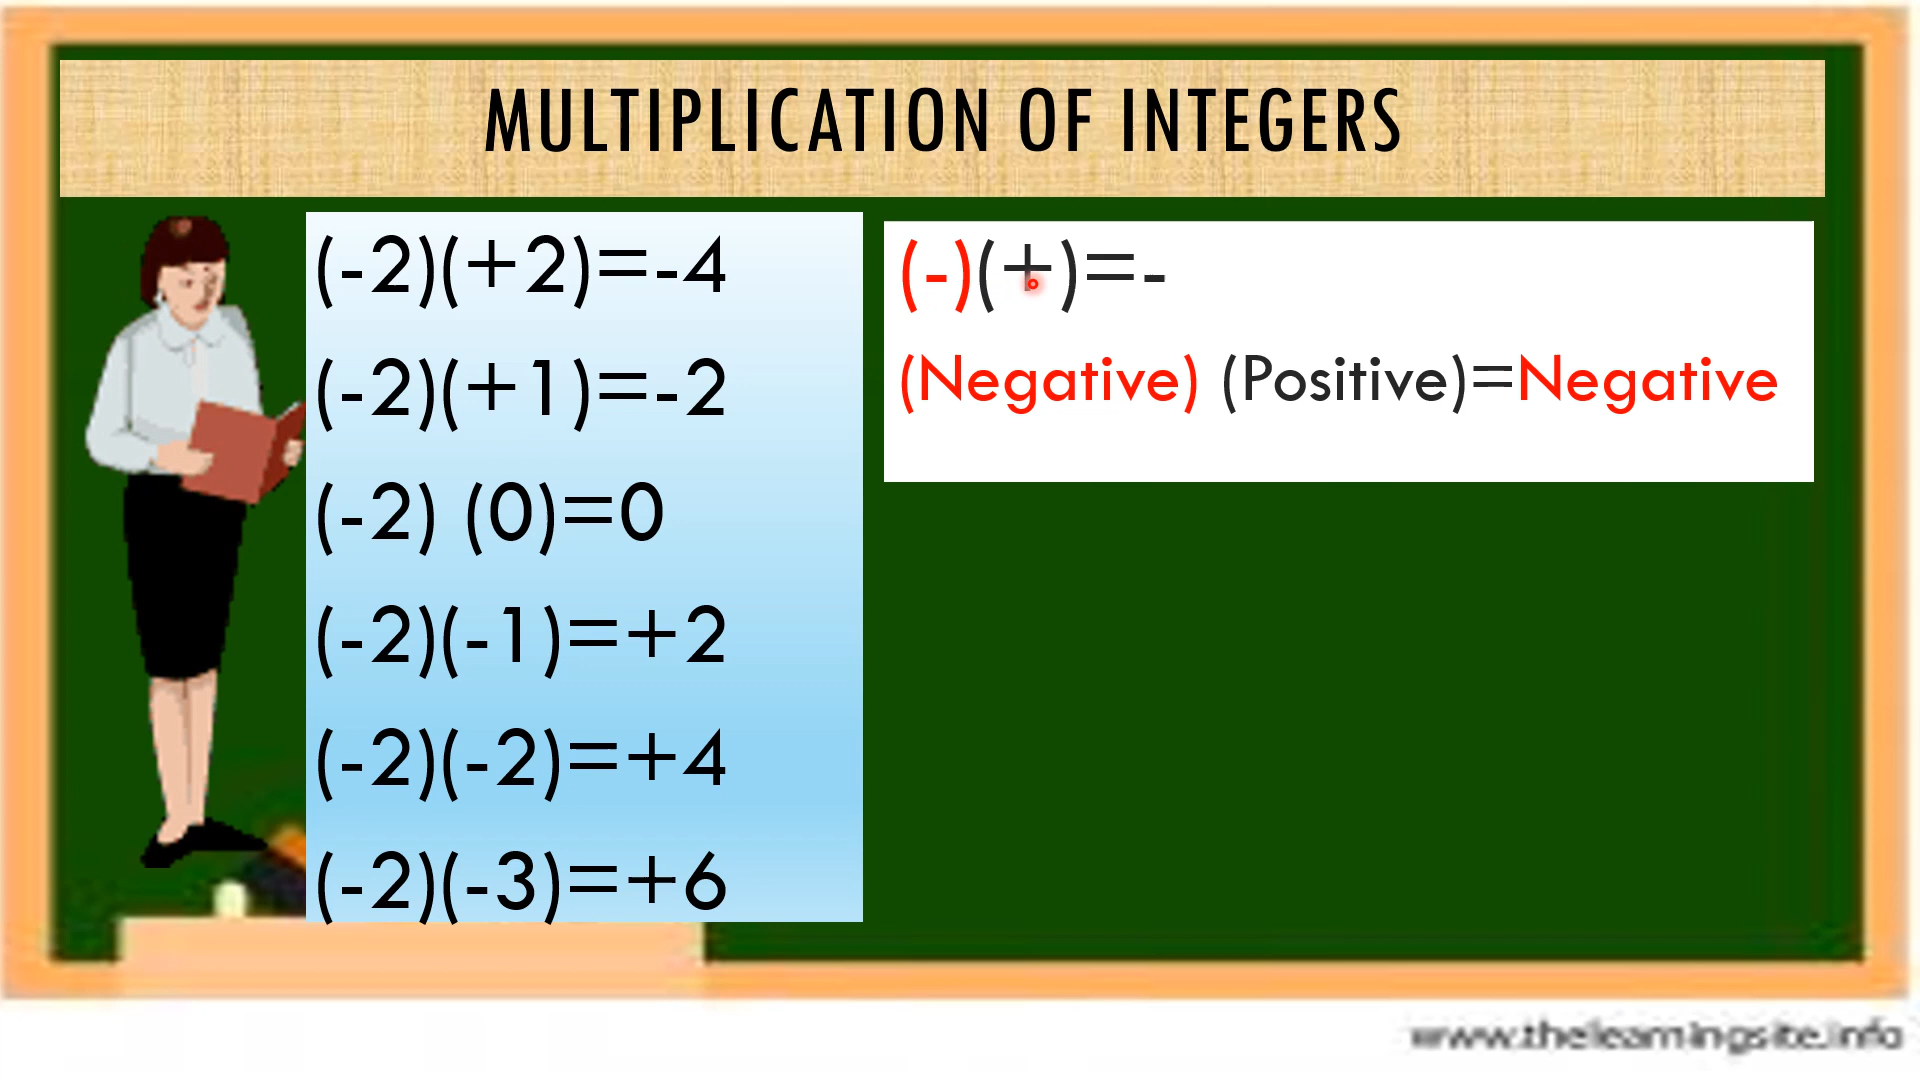 MULTIPLICATION OF INTEGERS
(-2)(+2)=-4
(-2)(+1)=-2
(-2) (0)=0
(-2)(-1)=+2
(-2)(-2)=+4
(-2)(-3)=+6
(-)(+)=-
(Negative) (Positive)=Negative
www.thelearningsite.info